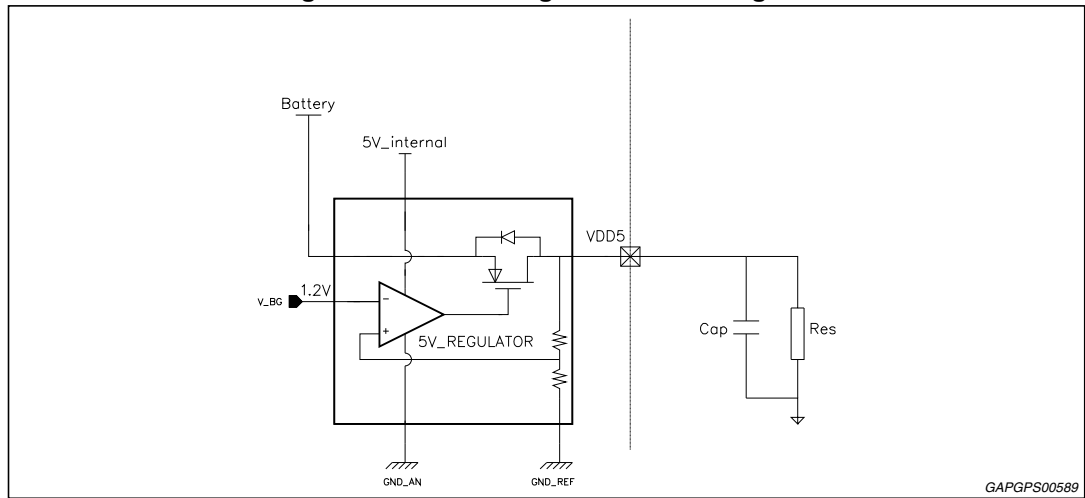 Battery
5V_internal
VDD5
V_BG
1.2V
-
+
5V_REGULATOR
Cap
Res
GND_AN
GND_REF
GAPGPS00589